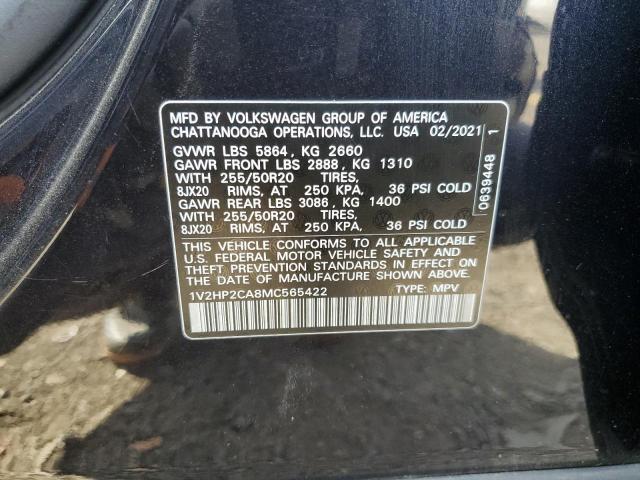 MFD BY VOLKSWAGEN GROUP OF AMERICA
CHATTANOOGA OPERATIONS, LLC. USA 02/2021
GVWR LBS 5864, KG 2660
GAWR FRONT LBS 2888, KG 1310
WITH 255/50R20 TIRES,
8JX20 RIMS, AT 250 KPA, 36 PSI COLD
GAWR REAR LBS 3086, KG 1400
WITH 255/50R20 TIRES,
8JX20 RIMS, AT 250 KPA, 36 PSI COLD
THIS VEHICLE CONFORMS TO ALL APPLICABLE
U.S. FEDERAL MOTOR VEHICLE SAFETY AND
THEFT PREVENTION STANDARDS IN EFFECT ON
THE DATE OF MANUFACTURE SHOWN ABOVE.
1V2HP2CA8MC565422 TYPE: MPV
0639448 1